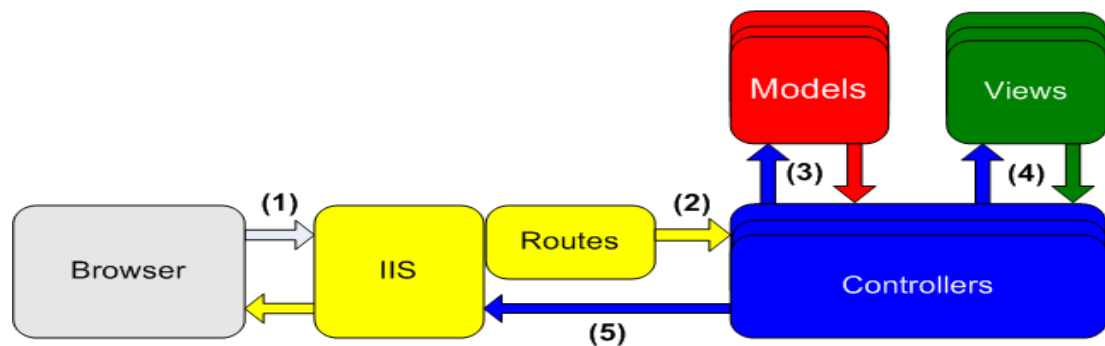 Models
Views
(3)
(4)
(1)
(2)
Browser
IIS
Routes
Controllers
(5)